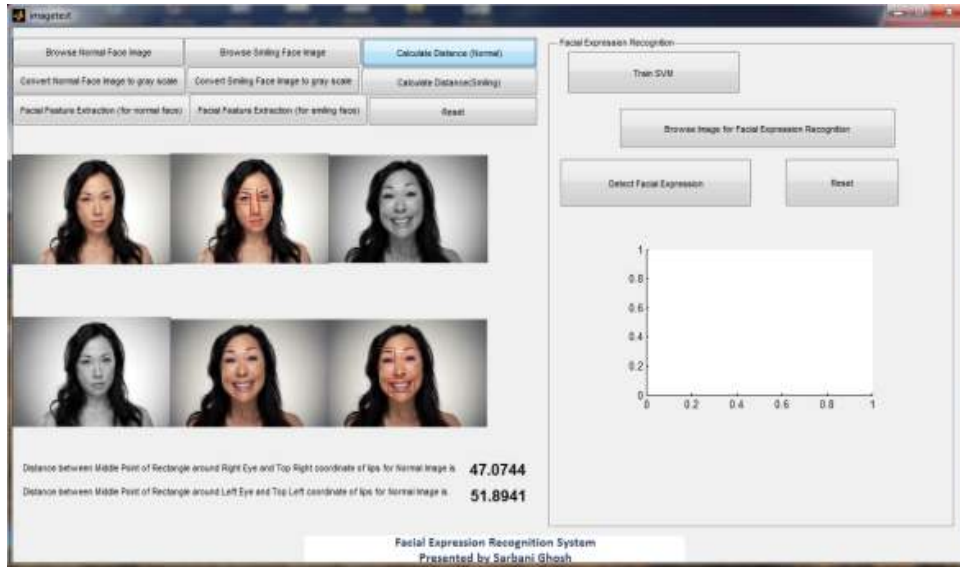 imagetext
Browse Normal Face Image
Browse Smiling Face Image
Calculate Distance (Normal)
Convert Normal Face Image to gray scale
Convert Smiling Face Image to gray scale
Calculate Distance(Smiling)
Facial Feature Extraction (for normal face)
Facial Feature Extraction (for smiling face)
Reset
Facial Expression Recognition
Train SVM
Browse Image for Facial Expression Recognition
Detect Facial Expression
Reset
1
0.8
0.6
0.4
0.2
0
0 0.2 0.4 0.6 0.8 1
Distance between Middle Point of Rectangle around Right Eye and Top Right coordinate of lips for Normal Image is 47.0744
Distance between Middle Point of Rectangle around Left Eye and Top Left coordinate of lips for Normal Image is 51.8941
Facial Expression Recognition System
Presented by Sarbani Ghosh